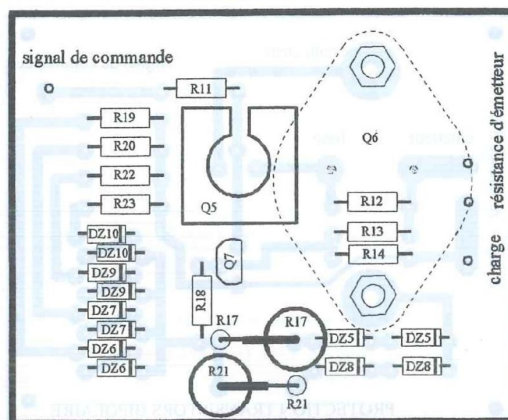 signal de commande
R11
R19
R20
R22
R23
Q5
Q6
R12
R13
R14
résistance d'émetteur
charge
DZ10
DZ10
DZ9
DZ9
DZ7
DZ7
DZ6
DZ6
Q7
R18
R17
R17
DZ5
DZ5
DZ8
DZ8
R21
R21